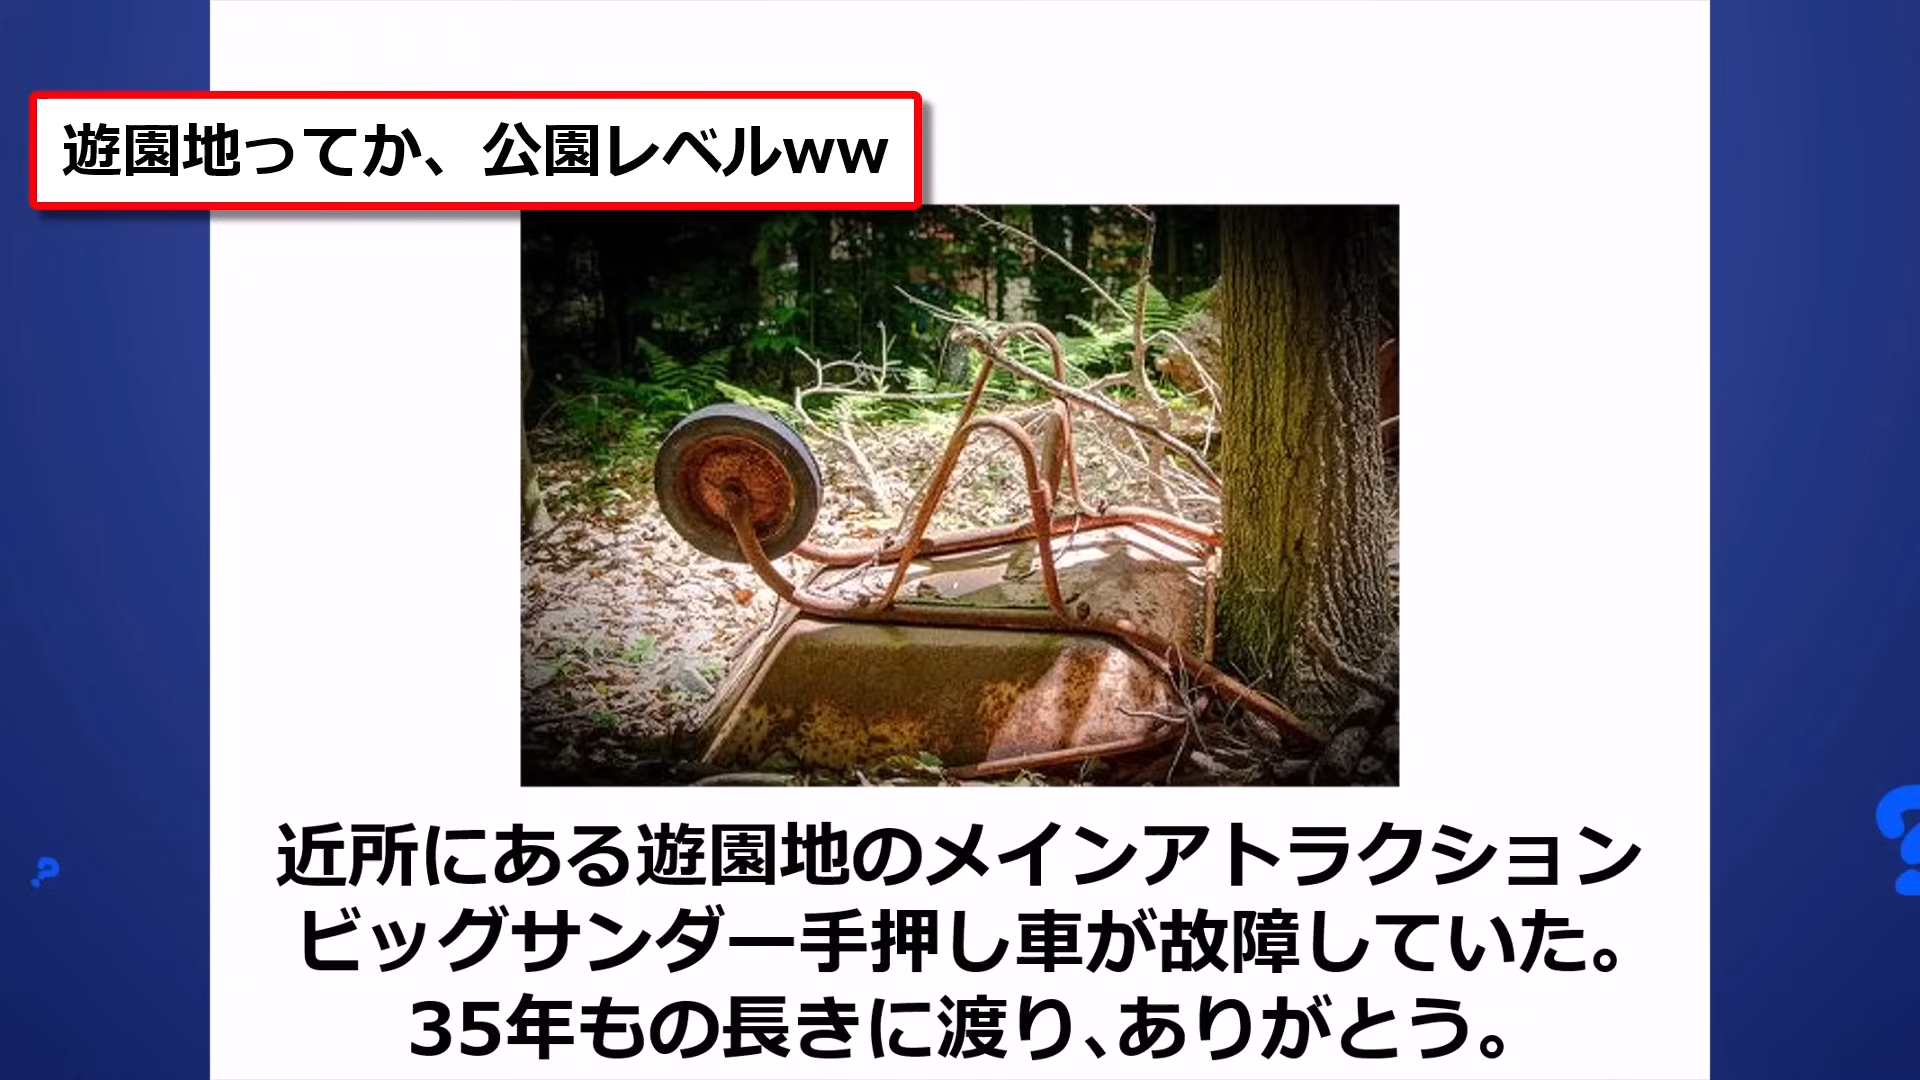 遊園地ってか、公園レベルww
近所にある遊園地のメインアトラクション
ビッグサンダー手押し車が故障していた。
35年もの長きに渡り､ありがとう。